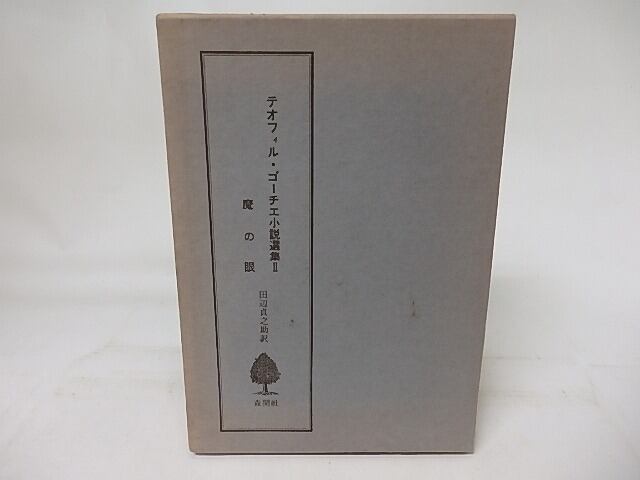 テオフィル・ゴーチエ小説選集Ⅱ
魔の眼
田辺貞之助訳
森開社